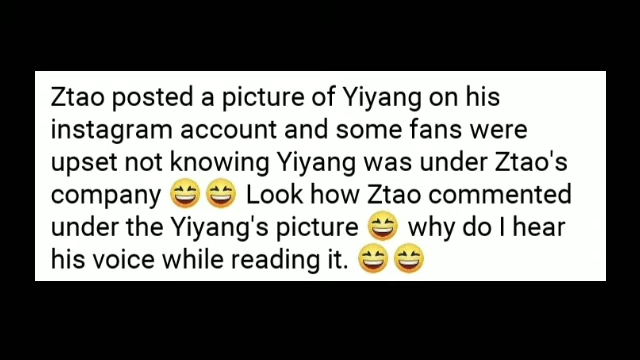 Ztao posted a picture of Yiyang on his
instagram account and some fans were
upset not knowing Yiyang was under Ztao's
company 😆😆 Look how Ztao commented
under the Yiyang's picture 😆 why do I hear
his voice while reading it. 😆😆